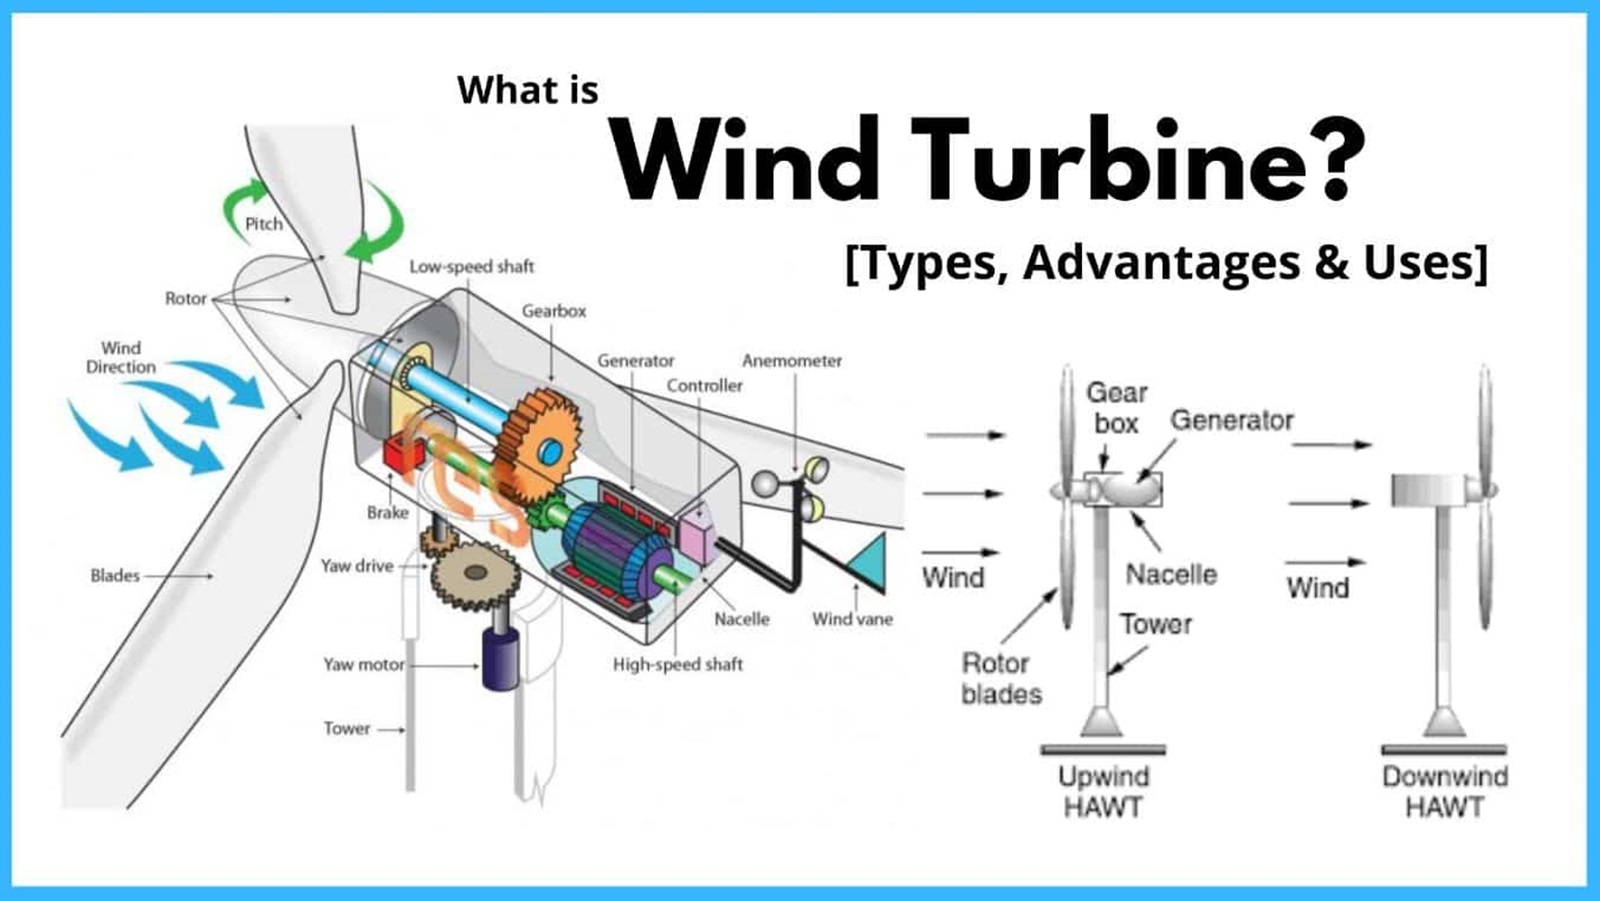 What is
Wind Turbine?
[Types, Advantages & Uses]
Pitch
Low-speed shaft
Rotor
Gearbox
Wind
Direction
Generator
Controller
Anemometer
Brake
Yaw drive
Blades
Nacelle
Wind vane
Yaw motor
High-speed shaft
Tower
Gear
box
Generator
Wind
Nacelle
Tower
Rotor
blades
Upwind
HAWT
Wind
Downwind
HAWT